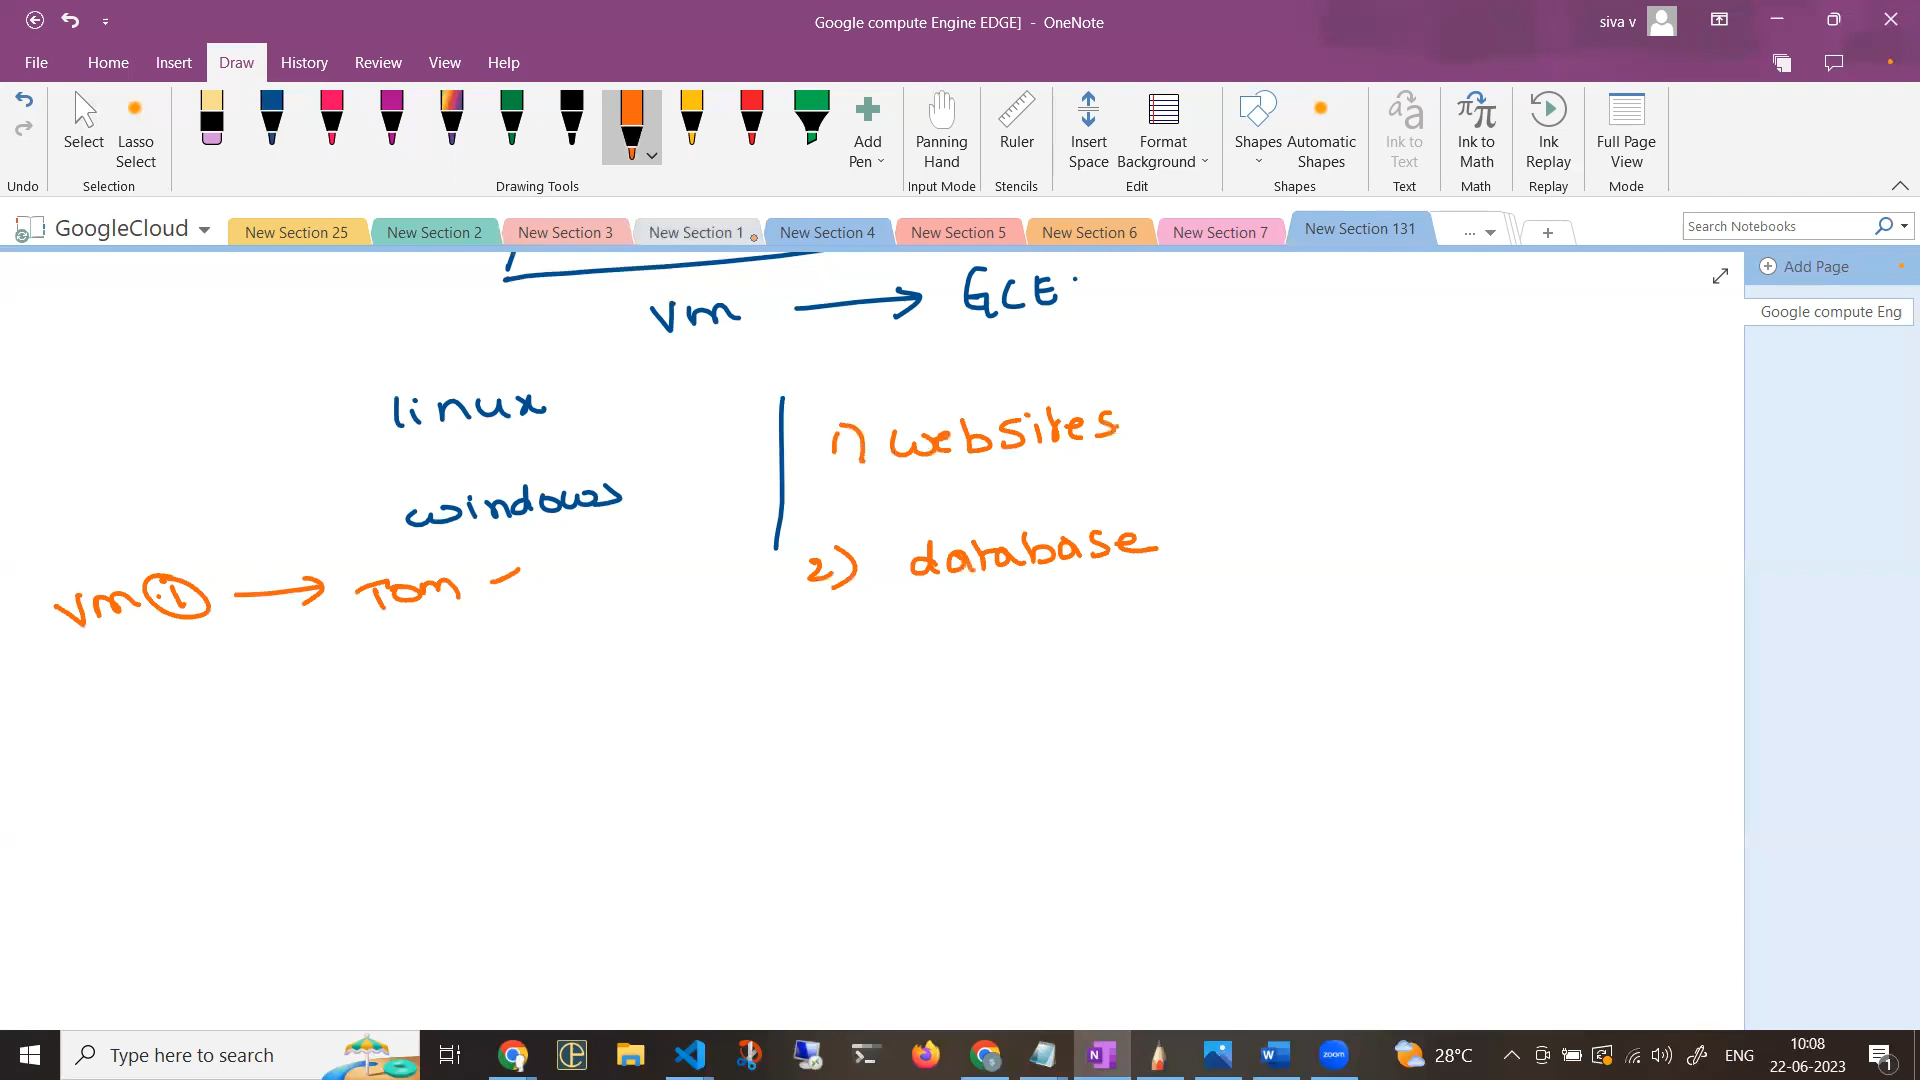 Google compute Engine EDGE] - OneNote
siva v
File Home Insert Draw History Review View Help
Undo
Select
Lasso Select
Selection
Drawing Tools
Add Pen
Panning Hand
Input Mode
Ruler
Stencils
Insert Space
Format Background
Edit
Shapes
Automatic Shapes
Shapes
Ink to Text
Text
Ink to Math
Math
Ink Replay
Replay
Full Page View
Mode
GoogleCloud
New Section 25 New Section 2 New Section 3 New Section 1 New Section 4 New Section 5 New Section 6 New Section 7 New Section 131 ...
Search Notebooks
Add Page
Google compute Eng
vm → GCE
linux
1) websites
windows
2) database
vm 1 → Tom -
Type here to search
zoom
28°C
ENG
10:08
22-06-2023
1